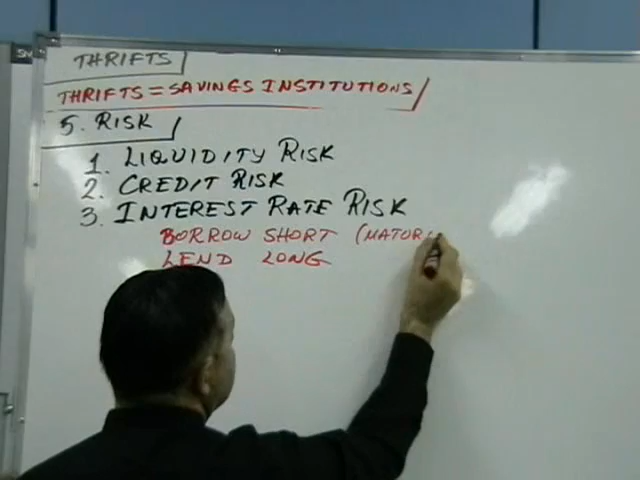 THRIFTS
THRIFTS = SAVINGS INSTITUTIONS
5. RISK
1. LIQUIDITY RISK
2. CREDIT RISK
3. INTEREST RATE RISK
BORROW SHORT (MATUR
LEND LONG